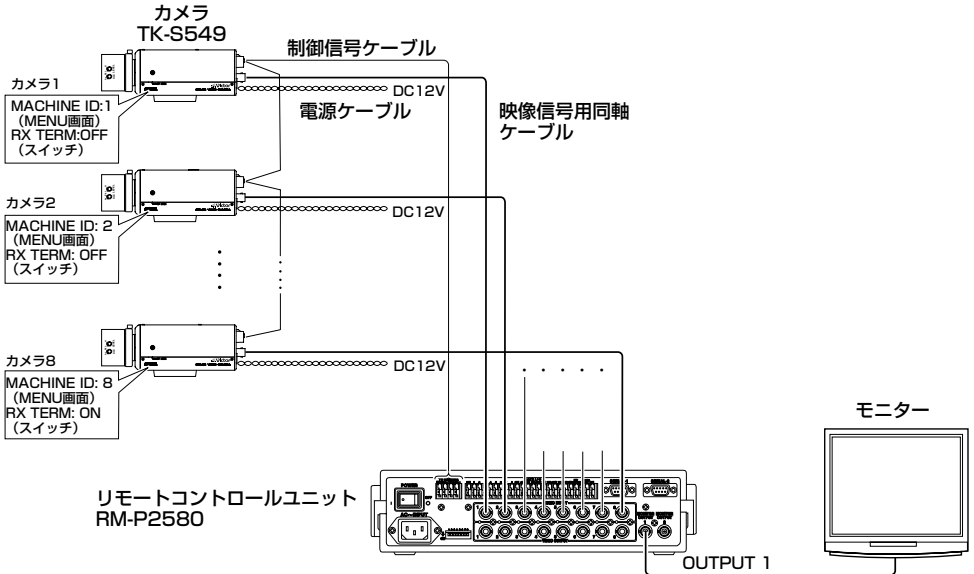 カメラ
TK-S549
制御信号ケーブル
カメラ1
DC12V
MACHINE ID:1
(MENU画面)
RX TERM:OFF
(スイッチ)
電源ケーブル
映像信号用同軸
ケーブル
カメラ2
DC12V
MACHINE ID: 2
(MENU画面)
RX TERM: OFF
(スイッチ)
カメラ8
DC12V
MACHINE ID: 8
(MENU画面)
RX TERM: ON
(スイッチ)
モニター
リモートコントロールユニット
RM-P2580
POWER
OUTPUT 1